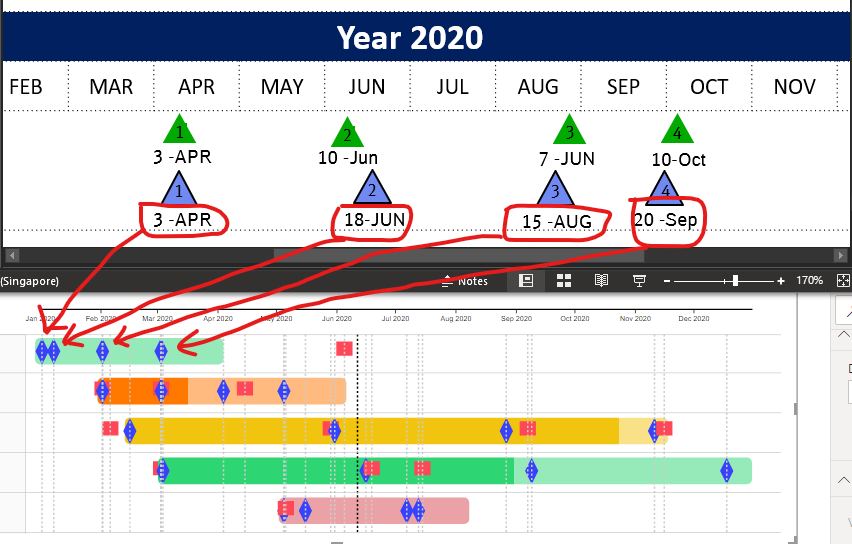 Year 2020
FEB MAR APR MAY JUN JUL AUG SEP OCT NOV
1 2 3 4
3 -APR 10 -Jun 7 -JUN 10-Oct
1 2 3 4
3 -APR 18-JUN 15 -AUG 20 -Sep
(Singapore) Notes 170%
Jan 2020 Feb 2020 Mar 2020 Apr 2020 May 2020 Jun 2020 Jul 2020 Aug 2020 Sep 2020 Oct 2020 Nov 2020 Dec 2020